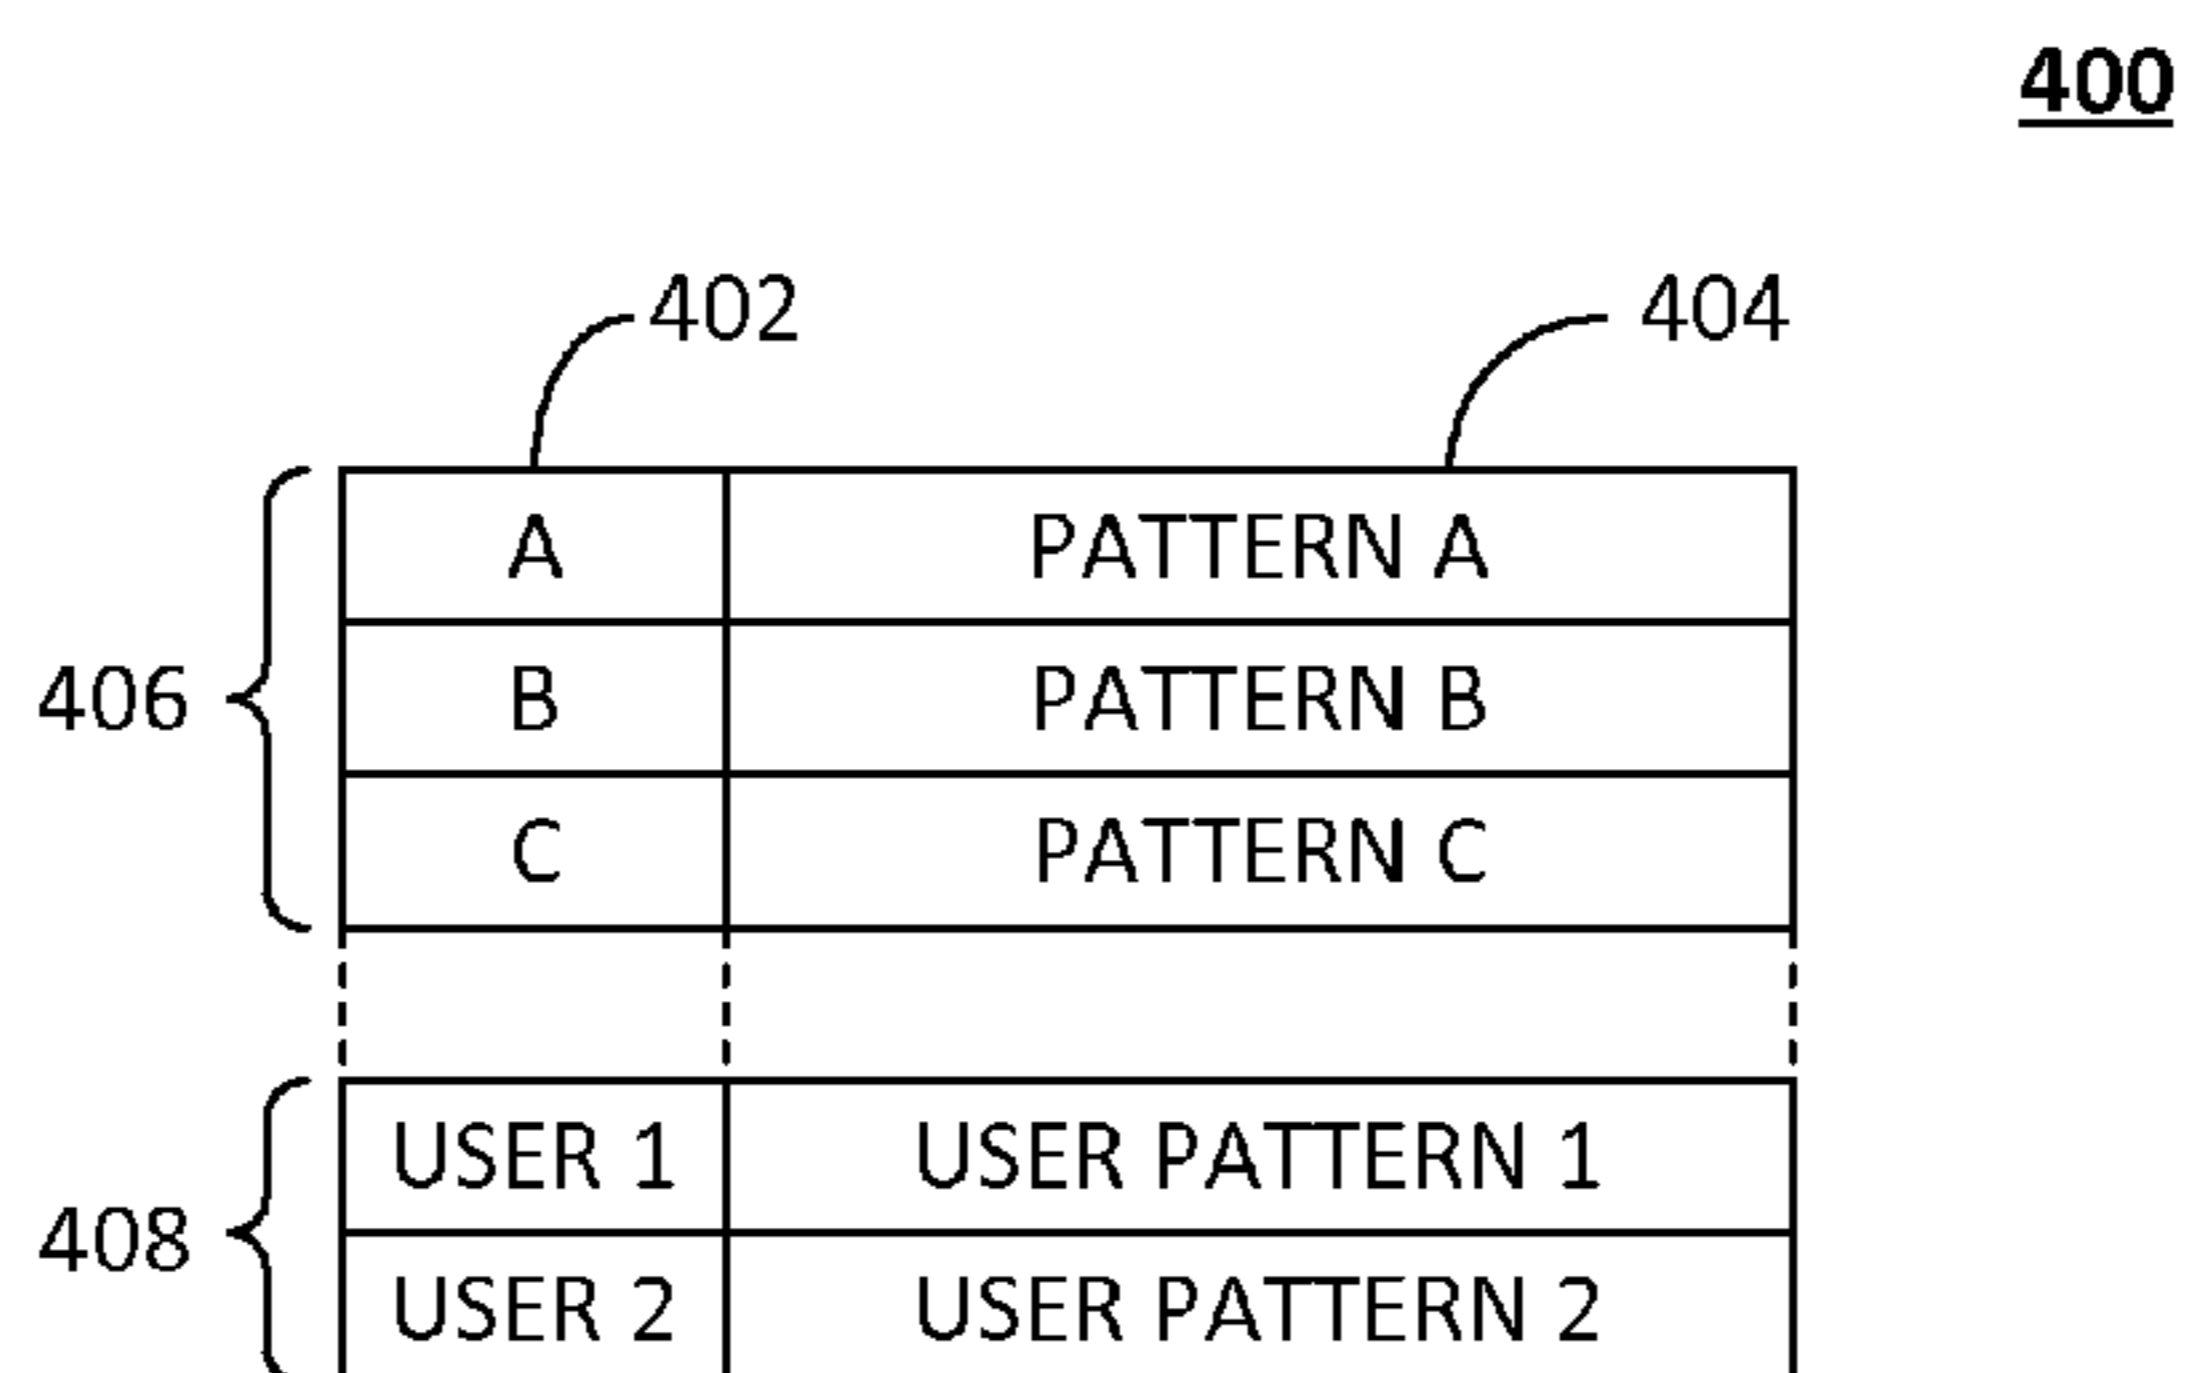 400
402 404
A PATTERN A
406 B PATTERN B
C PATTERN C
USER 1 USER PATTERN 1
408
USER 2 USER PATTERN 2